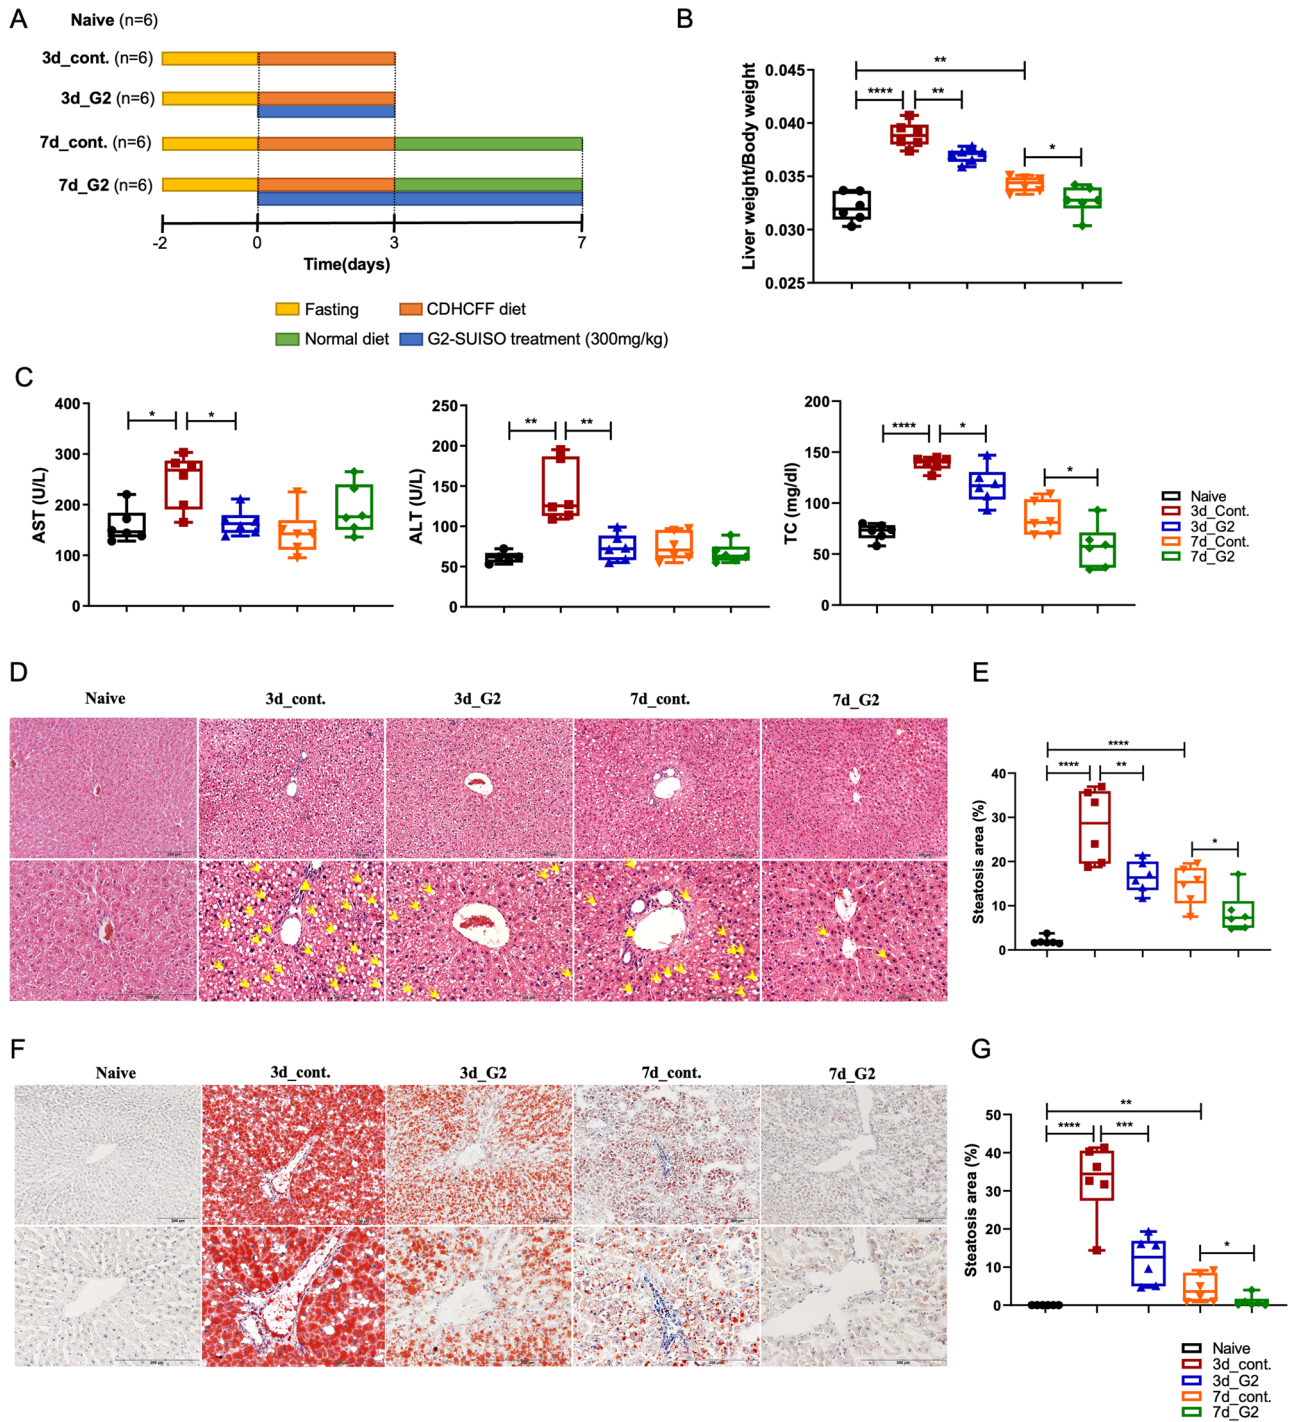 A
Naive (n=6)
3d_cont. (n=6)
3d_G2 (n=6)
7d_cont. (n=6)
7d_G2 (n=6)
-2 0 3 7
Time(days)
Fasting CDHCFF diet
Normal diet G2-SUISO treatment (300mg/kg)
B
Liver weight/Body weight
0.045
0.040
0.035
0.030
0.025
**
**** **
*
C
AST (U/L)
400
300
200
100
0
* *
ALT (U/L)
250
200
150
100
50
0
** **
TC (mg/dl)
200
150
100
50
0
**** *
*
Naive
3d_Cont.
3d_G2
7d_Cont.
7d_G2
D
Naive 3d_cont. 3d_G2 7d_cont. 7d_G2
E
Steatosis area (%)
40
30
20
10
0
****
**** **
*
F
Naive 3d_cont. 3d_G2 7d_cont. 7d_G2
G
Steatosis area (%)
50
40
30
20
10
0
**
**** ***
*
Naive
3d_cont.
3d_G2
7d_cont.
7d_G2